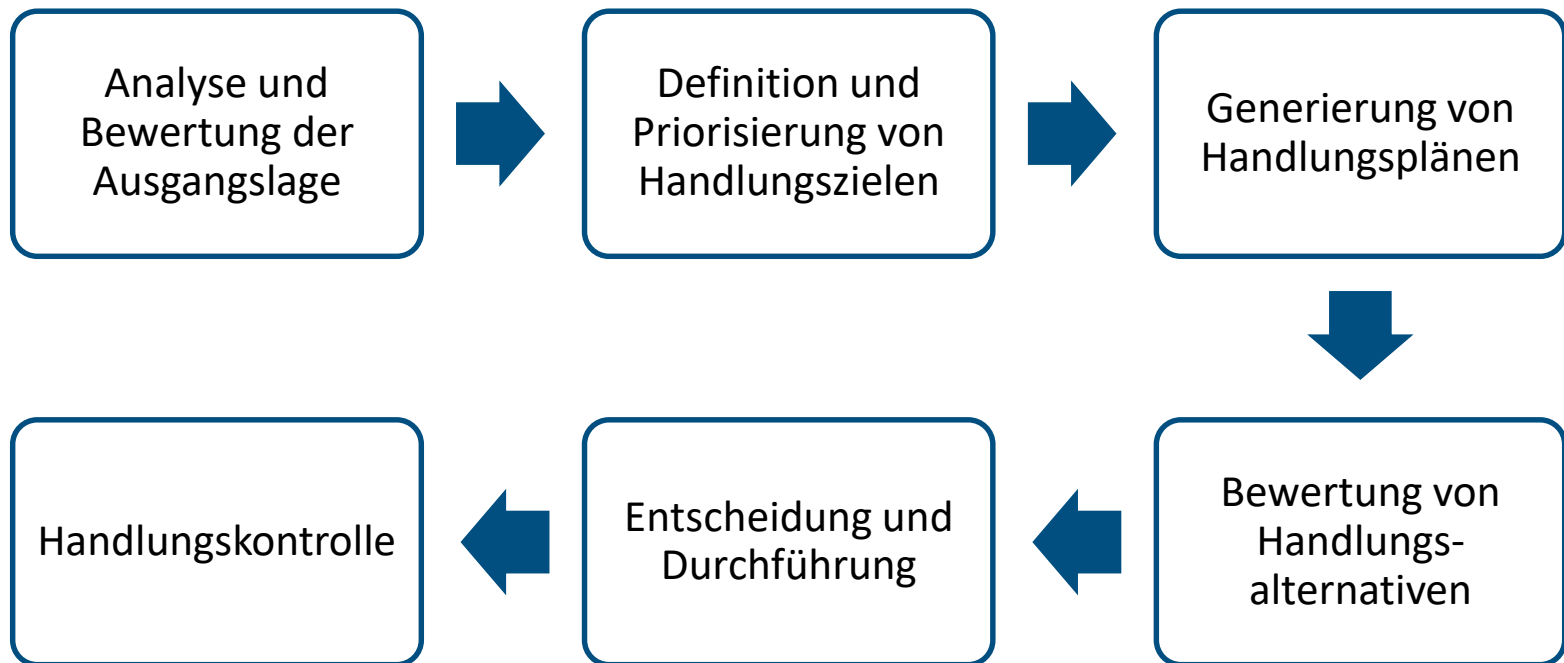 Analyse und
Bewertung der
Ausgangslage
Definition und
Priorisierung von
Handlungszielen
Generierung von
Handlungsplänen
Bewertung von
Handlungs-
alternativen
Entscheidung und
Durchführung
Handlungskontrolle